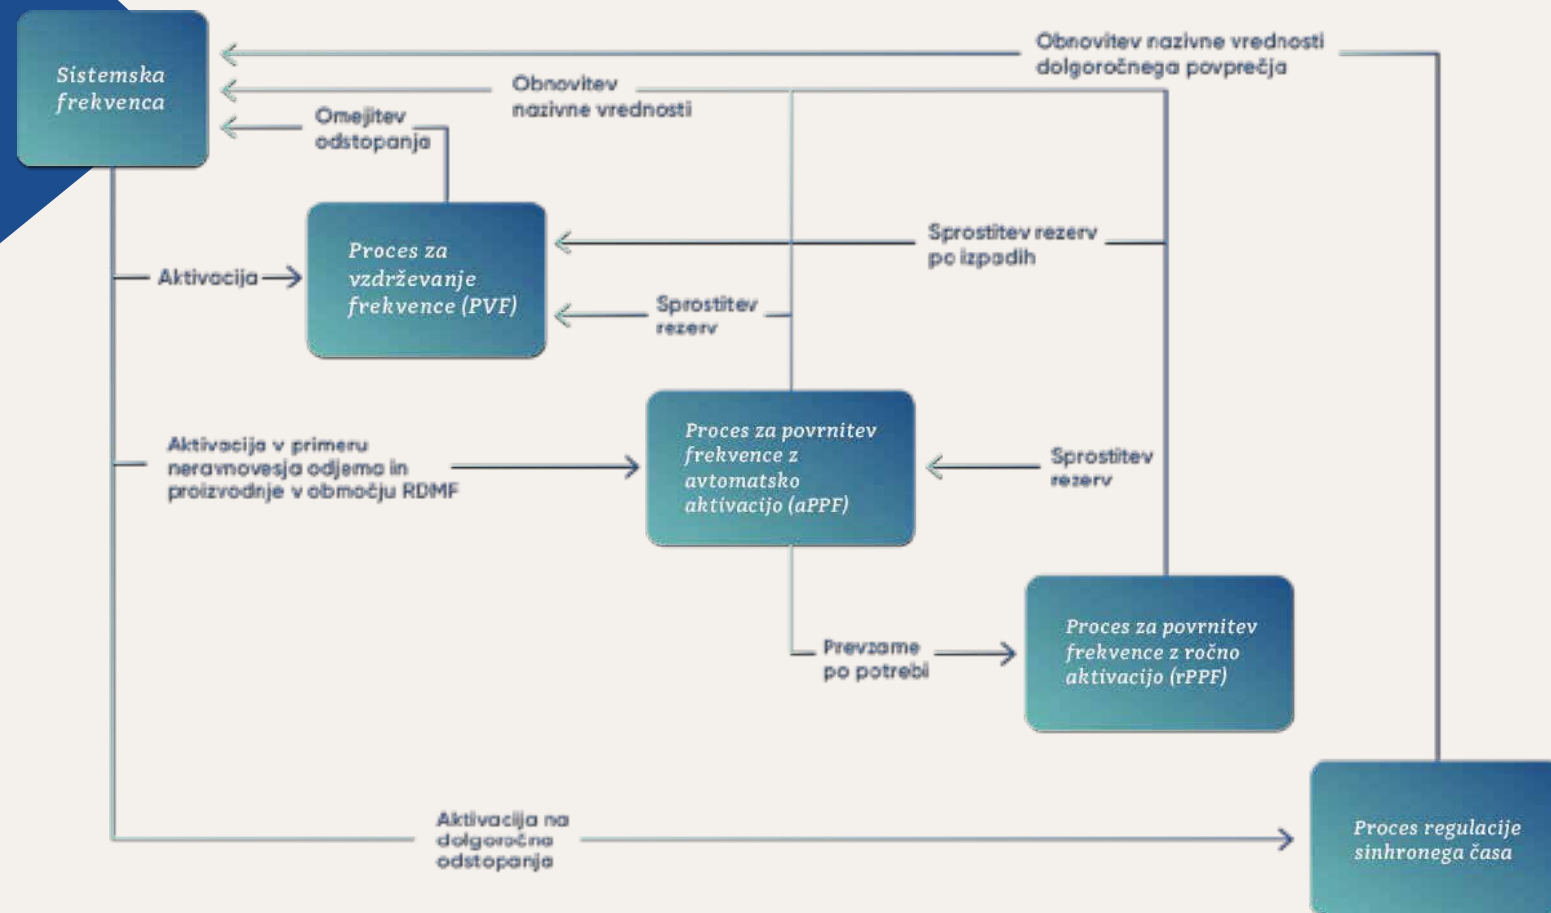 Sistemska
frekvenca
Obnovitev nazivne vrednosti
dolgoročnega povprečja
Obnovitev
nazivne vrednosti
Omejitev
odstopanja
Proces za
vzdrževanje
frekvence (PVF)
Sprostitev rezerv
po izpadih
Aktivacija
Sprostitev
rezerv
Proces za povrnitev
frekvence z
avtomatsko
aktivacijo (aPPF)
Aktivacija v primeru
neravnovesja odjema in
proizvodnje v območju RDMF
Sprostitev
rezerv
Proces za povrnitev
frekvence z ročno
aktivacijo (rPPF)
Prevzame
po potrebi
Aktivacija na
dolgoročna
odstopanja
Proces regulacije
sinhronega časa